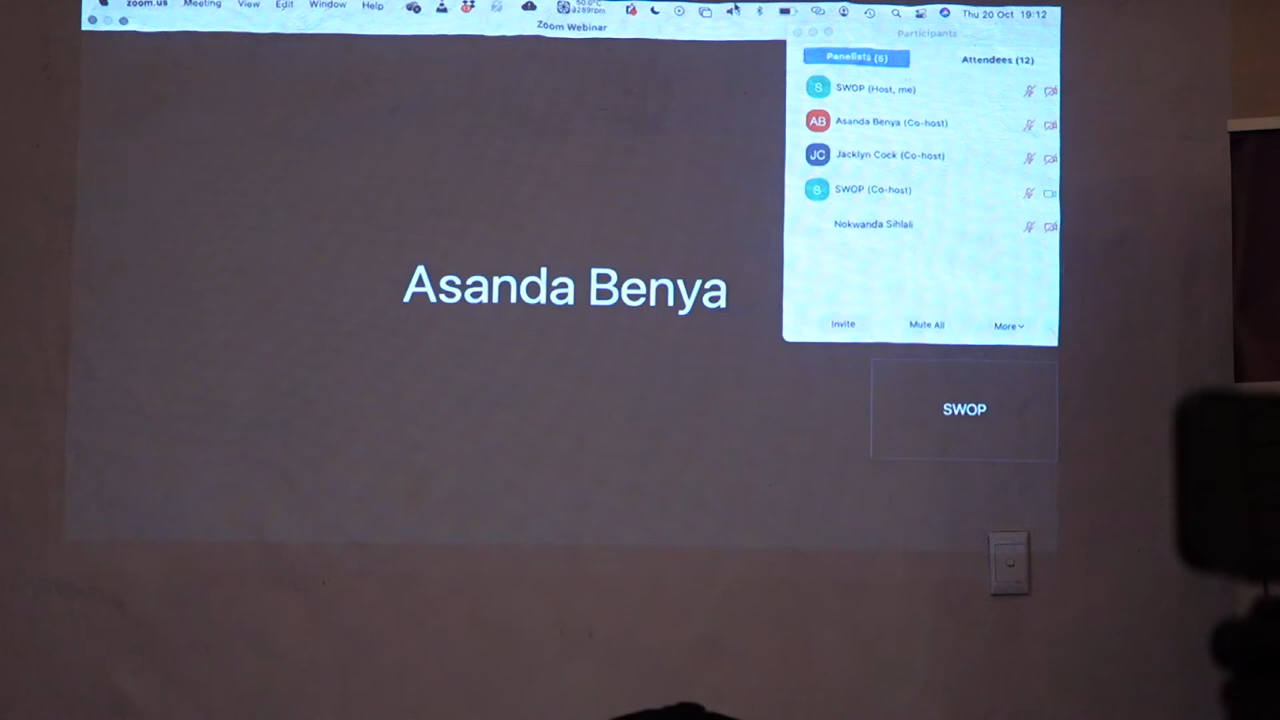 zoom.us Meeting View Edit Window Help Thu 20 Oct 19:12
Zoom Webinar
Participants
Panelists (5) Attendees (12)
S SWOP (Host, me)
AB Asanda Benya (Co-host)
JC Jacklyn Cock (Co-host)
S SWOP (Co-host)
Nokwanda Sihlali
Asanda Benya
Invite Mute All More
SWOP